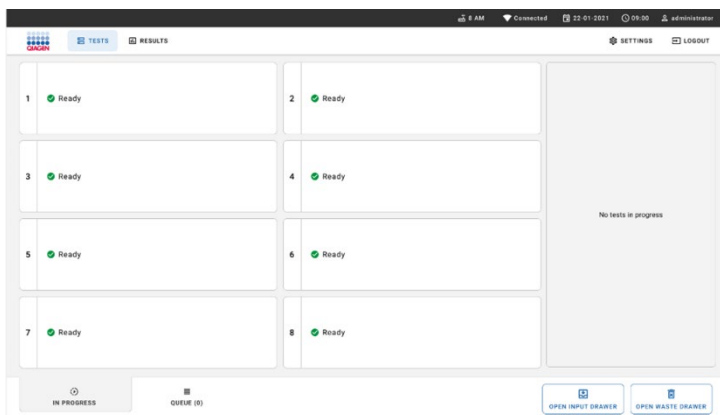 8 AM Connected 22-01-2021 09:00 administrator
QIAGEN TESTS RESULTS SETTINGS LOGOUT
1 Ready 2 Ready
3 Ready 4 Ready
No tests in progress
5 Ready 6 Ready
7 Ready 8 Ready
IN PROGRESS QUEUE (0) OPEN INPUT DRAWER OPEN WASTE DRAWER